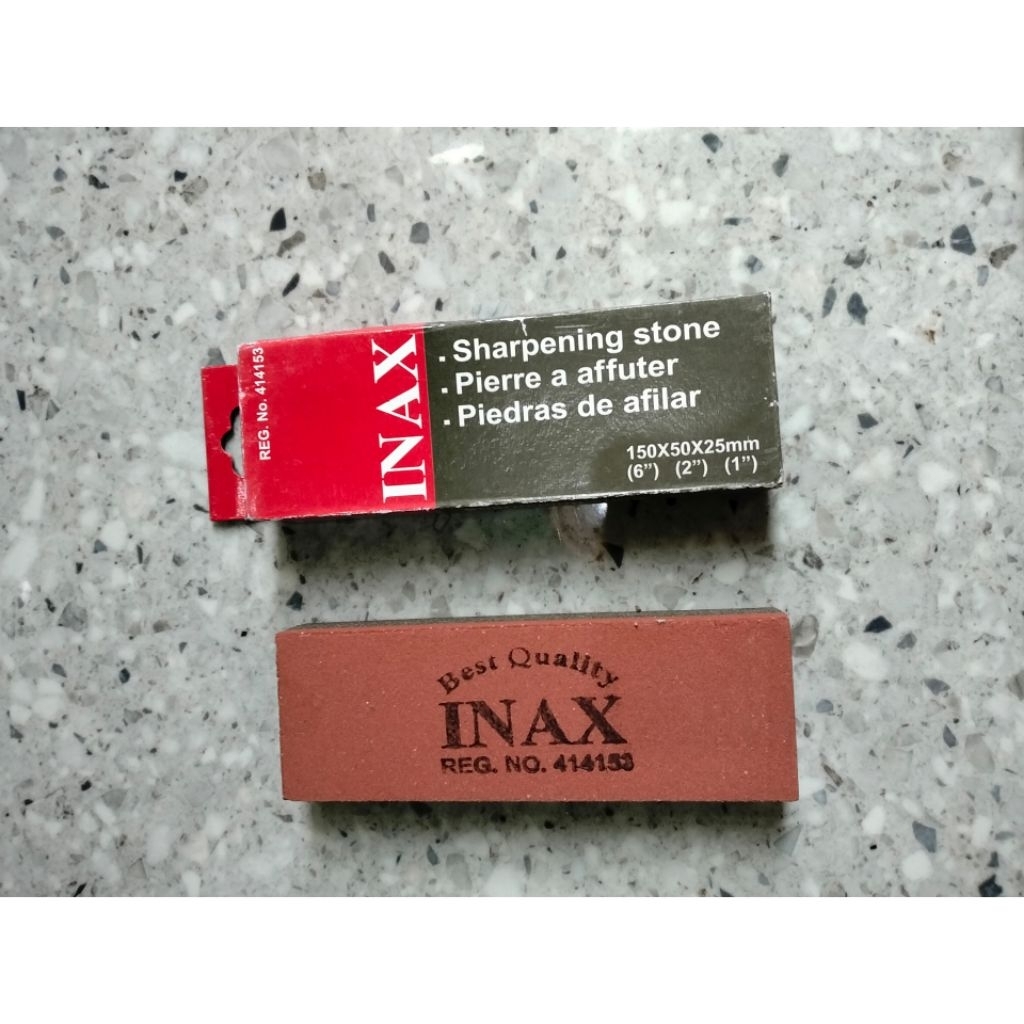 REG. No. 414153
INAX
. Sharpening stone
. Pierre a affuter
. Piedras de afilar
150X50X25mm
(6”) (2”) (1”)
Best Quality
INAX
REG. NO. 414153